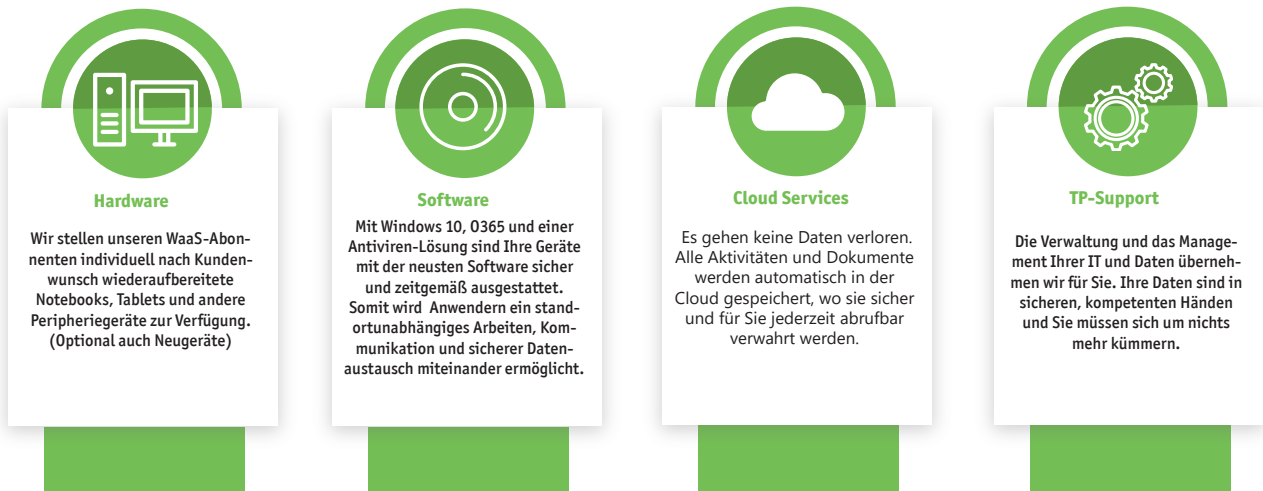 Hardware
Wir stellen unseren WaaS-Abon-
nenten individuell nach Kunden-
wunsch wiederaufbereitete
Notebooks, Tablets und andere
Peripheriegeräte zur Verfügung.
(Optional auch Neugeräte)
Software
Mit Windows 10, O365 und einer
Antiviren-Lösung sind Ihre Geräte
mit der neusten Software sicher
und zeitgemäß ausgestattet.
Somit wird Anwendern ein stand-
ortunabhängiges Arbeiten, Kom-
munikation und sicherer Daten-
austausch miteinander ermöglicht.
Cloud Services
Es gehen keine Daten verloren.
Alle Aktivitäten und Dokumente
werden automatisch in der
Cloud gespeichert, wo sie sicher
und für Sie jederzeit abrufbar
verwahrt werden.
TP-Support
Die Verwaltung und das Manage-
ment Ihrer IT und Daten überneh-
men wir für Sie. Ihre Daten sind in
sicheren, kompetenten Händen
und Sie müssen sich um nichts
mehr kümmern.